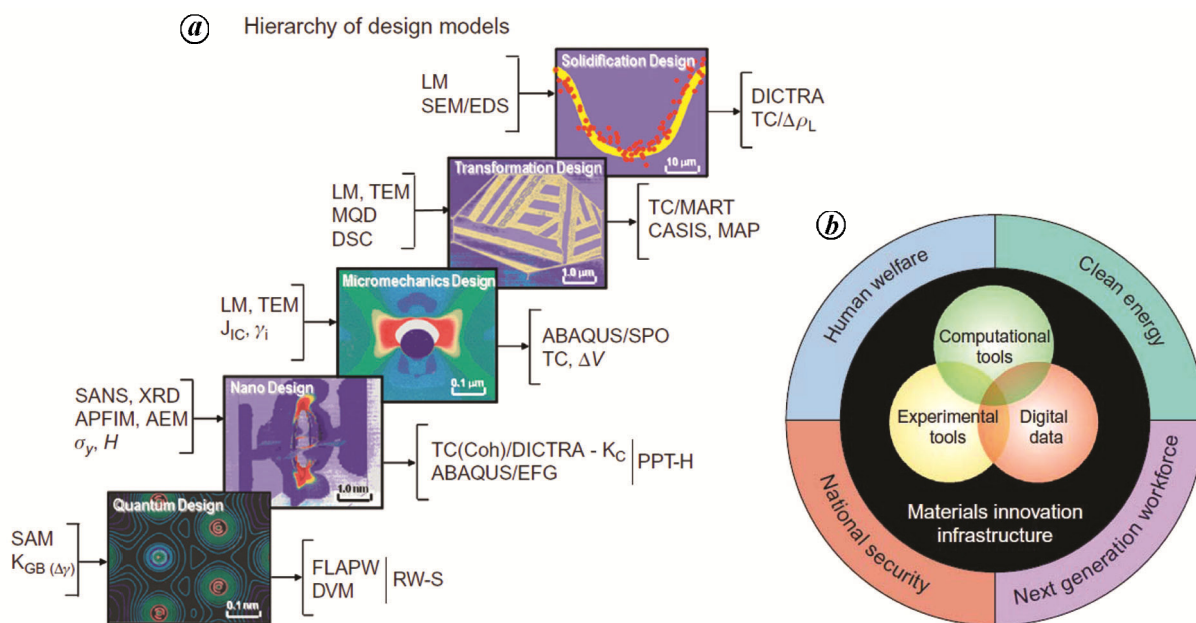 a Hierarchy of design models
LM
SEM/EDS
Solidification Design
10 μm
DICTRA
TC/Δρ_L
LM, TEM
MQD
DSC
Transformation Design
1.0 μm
TC/MART
CASIS, MAP
LM, TEM
J_IC, γ_i
Micromechanics Design
0.1 μm
ABAQUS/SPO
TC, ΔV
SANS, XRD
APFIM, AEM
σ_y, H
Nano Design
1.0 nm
TC(Coh)/DICTRA - K_C | PPT-H
ABAQUS/EFG
SAM
K_GB (Δγ)
Quantum Design
0.1 nm
FLAPW
DVM | RW-S
b
Human welfare
Clean energy
Computational
tools
Experimental
tools
Digital
data
Materials innovation
infrastructure
National security
Next generation workforce